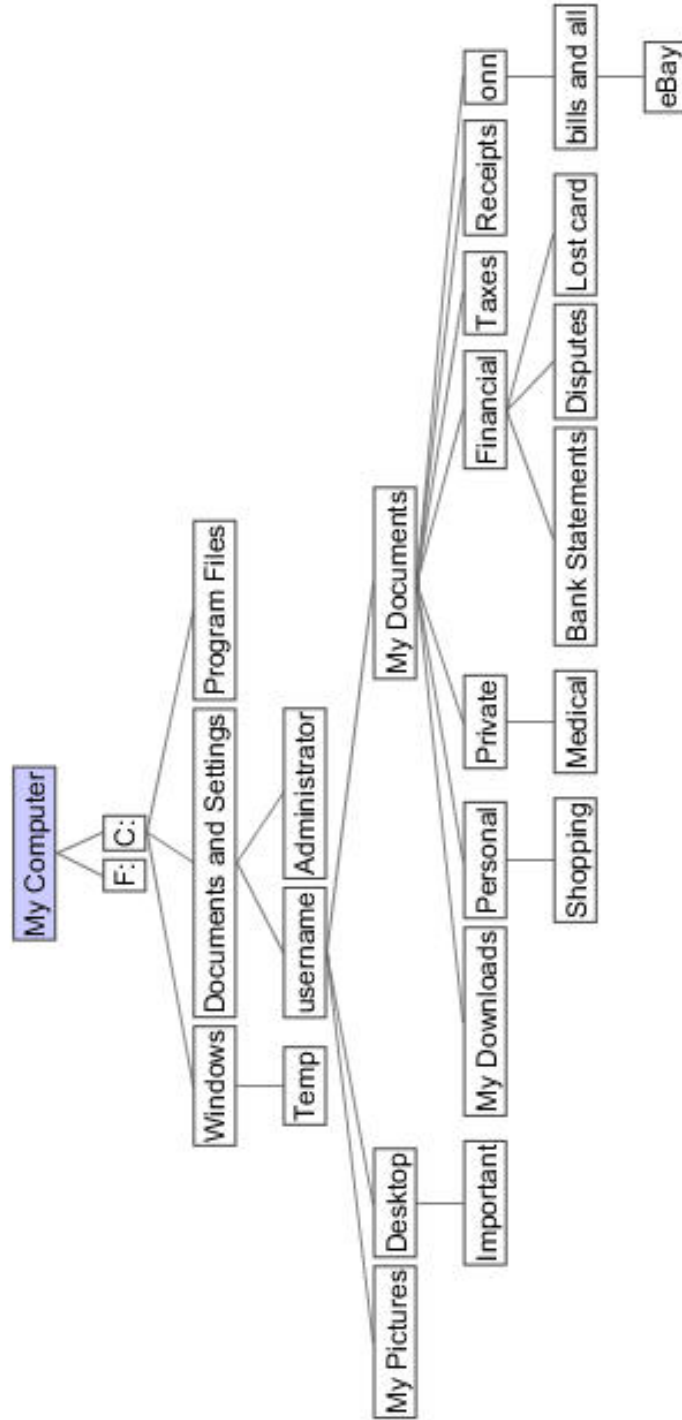 My Computer
F:
C:
Windows
Documents and Settings
Program Files
Temp
username
Administrator
My Pictures
Desktop
My Documents
Important
My Downloads
Personal
Private
Financial
Taxes
Receipts
onn
Shopping
Medical
Bank Statements
Disputes
Lost card
bills and all
eBay